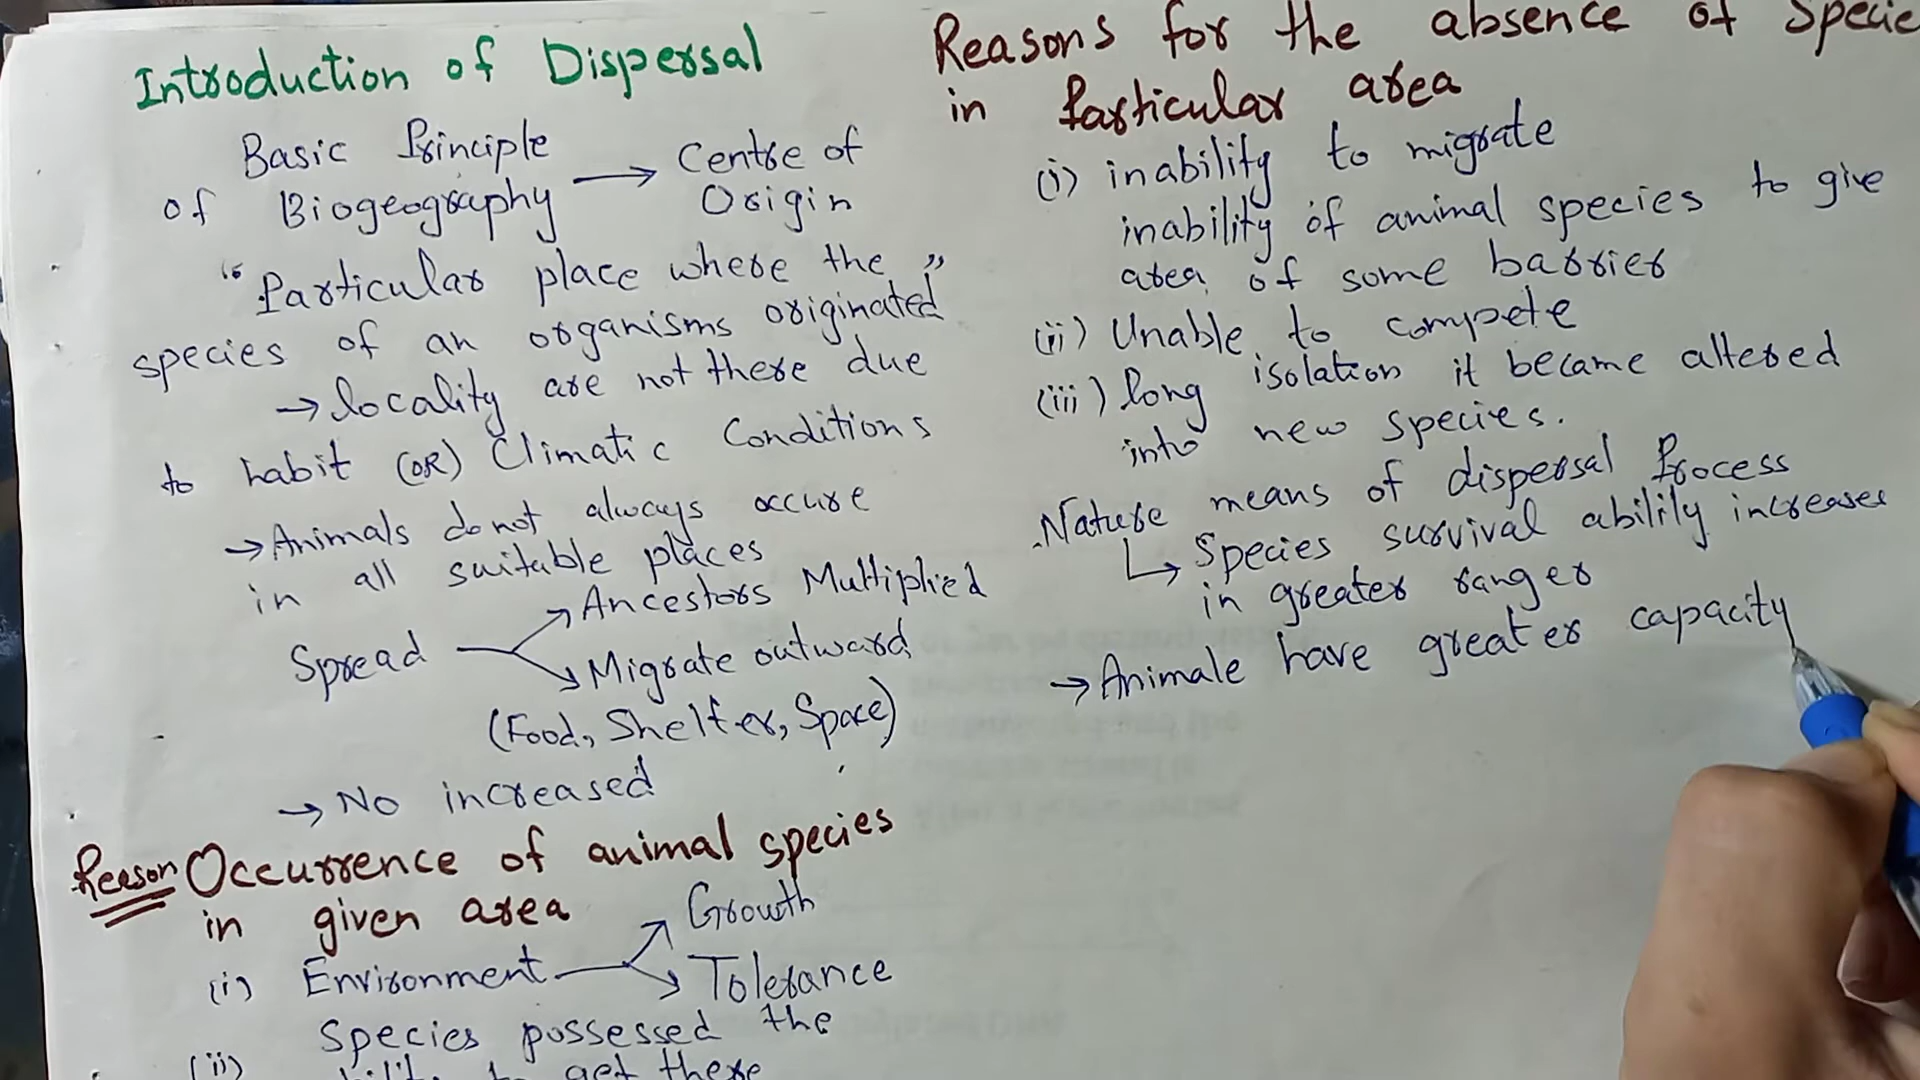 Introduction of Dispersal
Basic Principle
of Biogeography → Centre of
Origin
"Particular place where the "
species of an organisms originated
→ locality are not there due
to habit (OR) Climatic Conditions
→ Animals do not always occure
in all suitable places
Spread → Ancestors Multiplied
→ Migrate outward
(Food, Shelter, Space)
→ No increased
Reason Occurrence of animal species
in given area
(i) Environment → Growth
→ Tolerance
Species possessed the
(ii) to get there
Reasons for the absence of Specie
in Particular area
(i) inability to migrate
inability of animal species to give
area of some barrier
(ii) Unable to compete
(iii) long isolation it became altered
into new species.
Nature means of dispersal Process
↳ Species survival ability increases
in greater ranger
→ Animale have greater capacity